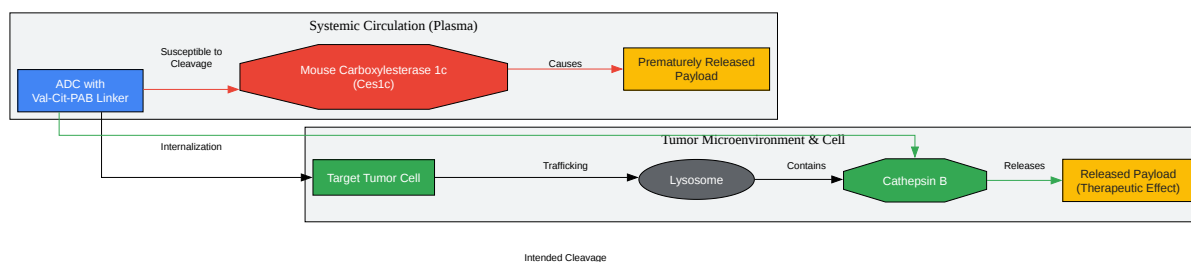 Systemic Circulation (Plasma)
Susceptible to
Cleavage
ADC with
Val-Cit-PAB Linker
Mouse Carboxylesterase 1c
(Ces1c)
Causes
Prematurely Released
Payload
Internalization
Tumor Microenvironment & Cell
Target Tumor Cell
Trafficking
Lysosome
Contains
Cathepsin B
Releases
Released Payload
(Therapeutic Effect)
Intended Cleavage